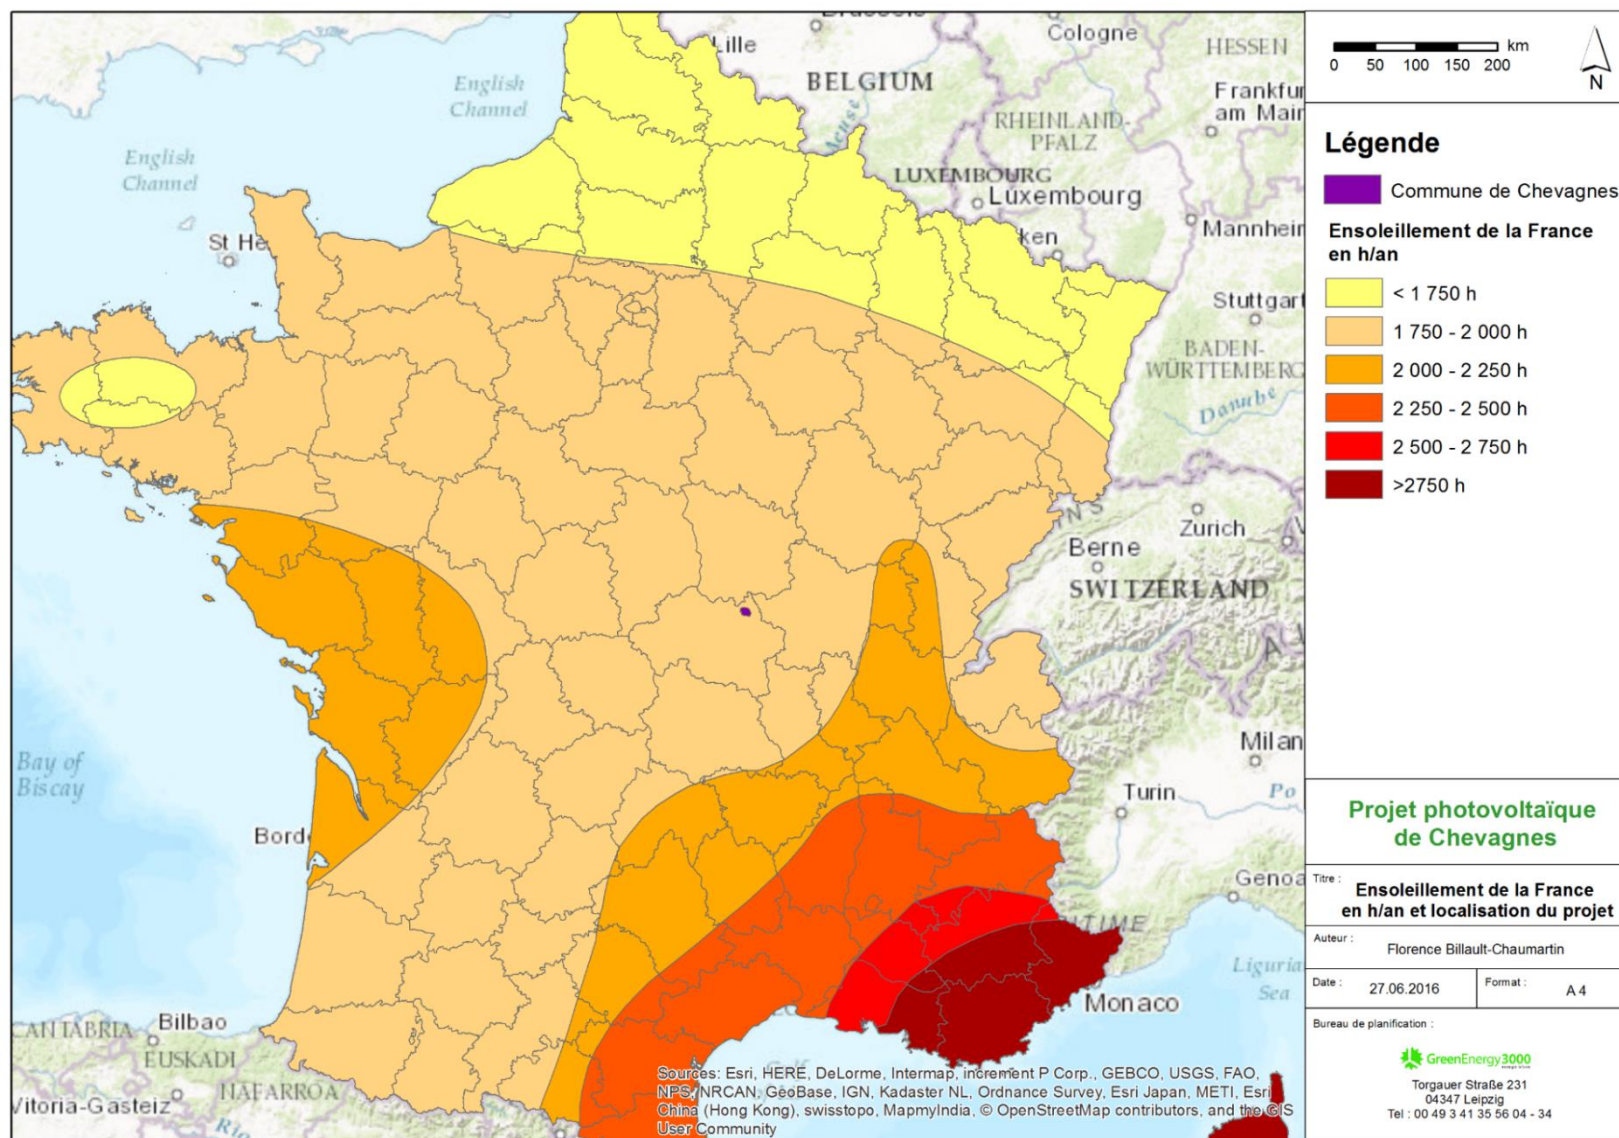 Lille
BELGIUM
Cologne
HESSEN
English
Channel
Meuse
RHEINLAND-
PFALZ
Frankfur
am Mair
English
Channel
LUXEMBOURG
Luxembourg
Mannheir
St He
ken
Stuttgart
BADEN-
WÜRTTEMBERG
Danube
Zurich
Berne
SWITZERLAND
Bay of
Biscay
Milan
Turin
Po
Bord
Genoa
ITIME
Liguria
Sea
Monaco
CANTABRIA
Bilbao
EUSKADI
NAFARROA
Vitoria-Gasteiz
Río
Golf
Sources: Esri, HERE, DeLorme, Intermap, increment P Corp., GEBCO, USGS, FAO,
NPS, NRCAN, GeoBase, IGN, Kadaster NL, Ordnance Survey, Esri Japan, METI, Esri
China (Hong Kong), swisstopo, MapmyIndia, © OpenStreetMap contributors, and the GIS
User Community
km
0 50 100 150 200
N
Légende
Commune de Chevagnes
Ensoleillement de la France
en h/an
< 1 750 h
1 750 - 2 000 h
2 000 - 2 250 h
2 250 - 2 500 h
2 500 - 2 750 h
>2750 h
Projet photovoltaïque
de Chevagnes
Titre :
Ensoleillement de la France
en h/an et localisation du projet
Auteur :
Florence Billault-Chaumartin
Date :
27.06.2016
Format :
A 4
Bureau de planification :
GreenEnergy3000
Torgauer Straße 231
04347 Leipzig
Tel : 00 49 3 41 35 56 04 - 34